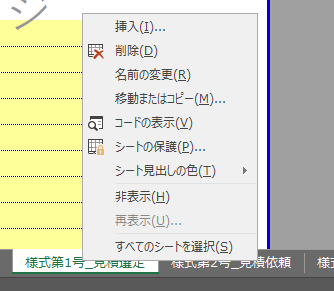 挿入(I)...
削除(D)
名前の変更(R)
移動またはコピー(M)...
コードの表示(V)
シートの保護(P)...
シート見出しの色(T)
非表示(H)
再表示(U)...
すべてのシートを選択(S)
様式第1号_見積選定 様式第2号_見積依頼 様式